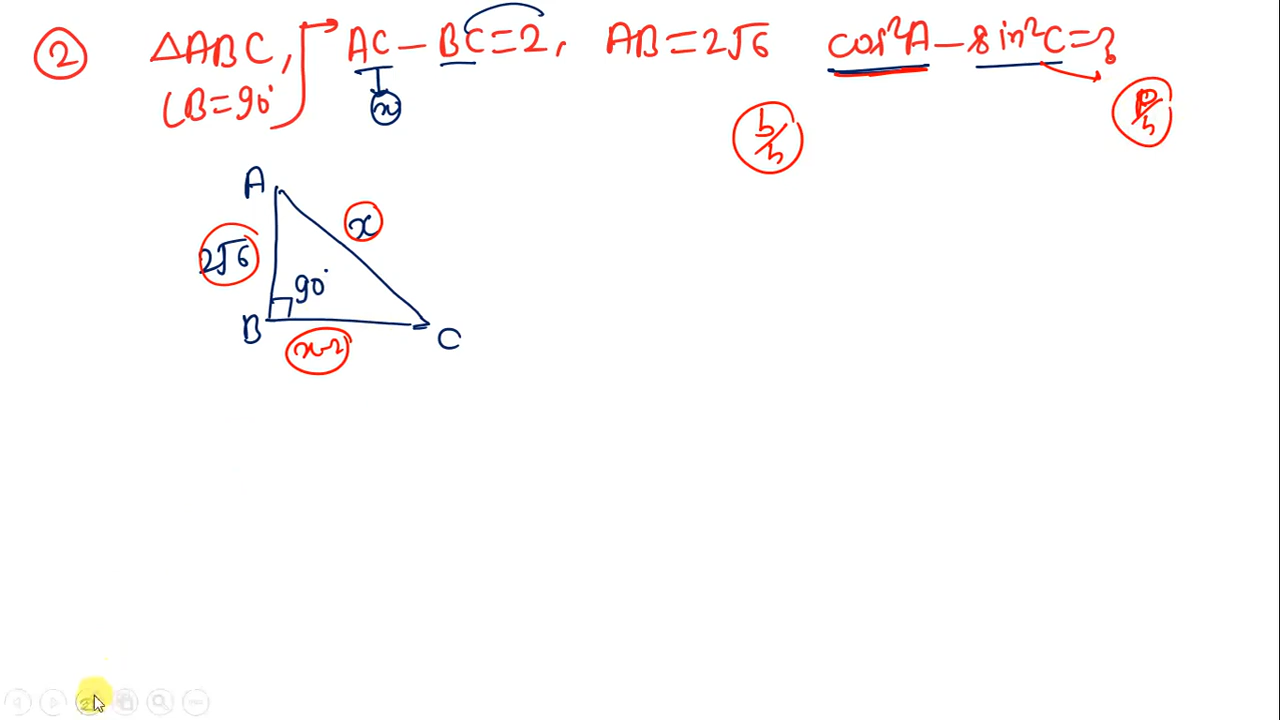 ② △ABC, AC - BC = 2, AB = 2√6 cos²A - sin²C = ?
∠B = 90°
x
b/h
p/h
A
2√6
x
90°
B
x-2
C